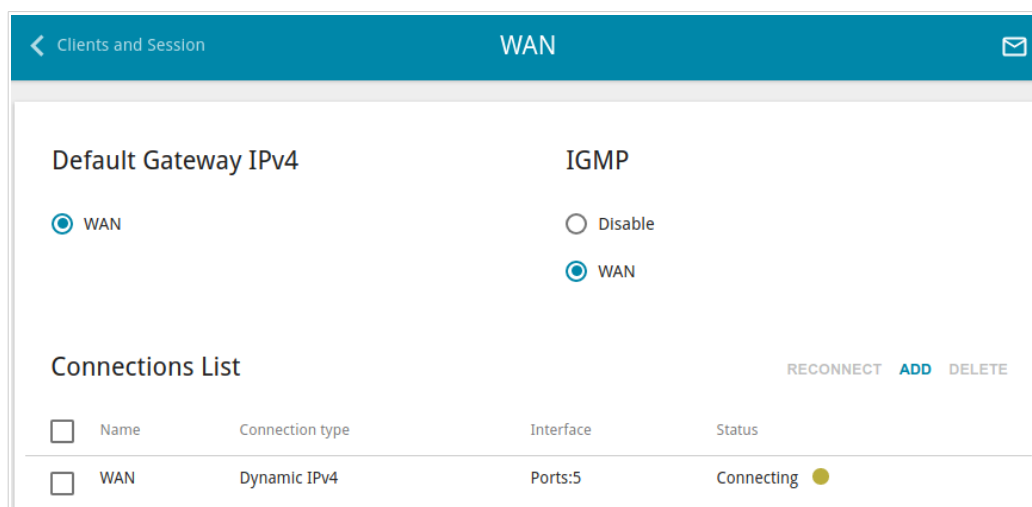 Clients and Session WAN
Default Gateway IPv4 IGMP
WAN Disable
WAN
Connections List RECONNECT ADD DELETE
Name Connection type Interface Status
WAN Dynamic IPv4 Ports:5 Connecting